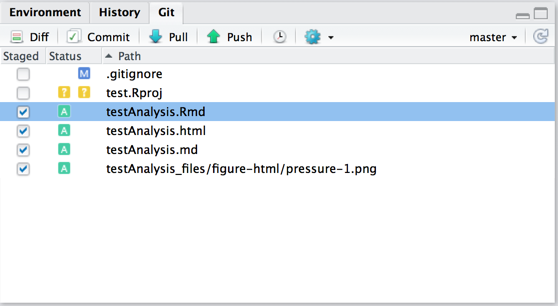 Environment History Git
Diff Commit Pull Push master
Staged Status Path
M .gitignore
? ? test.Rproj
A testAnalysis.Rmd
A testAnalysis.html
A testAnalysis.md
A testAnalysis_files/figure-html/pressure-1.png